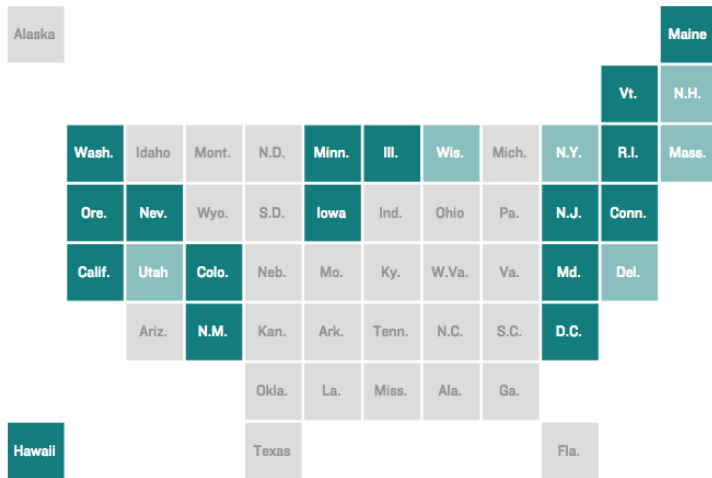 Alaska Maine
Vt. N.H.
Wash. Idaho Mont. N.D. Minn. Ill. Wis. Mich. N.Y. R.I. Mass.
Ore. Nev. Wyo. S.D. Iowa Ind. Ohio Pa. N.J. Conn.
Calif. Utah Colo. Neb. Mo. Ky. W.Va. Va. Md. Del.
Ariz. N.M. Kan. Ark. Tenn. N.C. S.C. D.C.
Okla. La. Miss. Ala. Ga.
Hawaii Texas Fla.